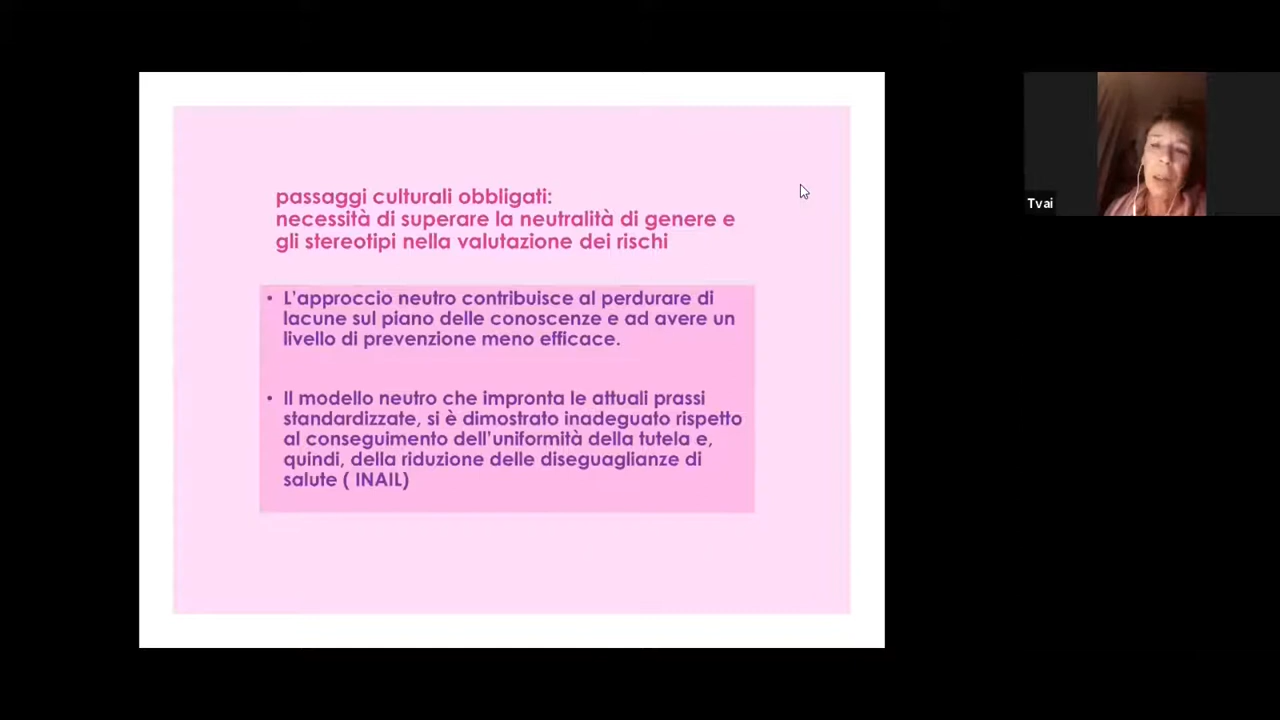 passaggi culturali obbligati:
necessità di superare la neutralità di genere e
gli stereotipi nella valutazione dei rischi
• L'approccio neutro contribuisce al perdurare di
lacune sul piano delle conoscenze e ad avere un
livello di prevenzione meno efficace.
• Il modello neutro che impronta le attuali prassi
standardizzate, si è dimostrato inadeguato rispetto
al conseguimento dell'uniformità della tutela e,
quindi, della riduzione delle diseguaglianze di
salute ( INAIL)
Tvai